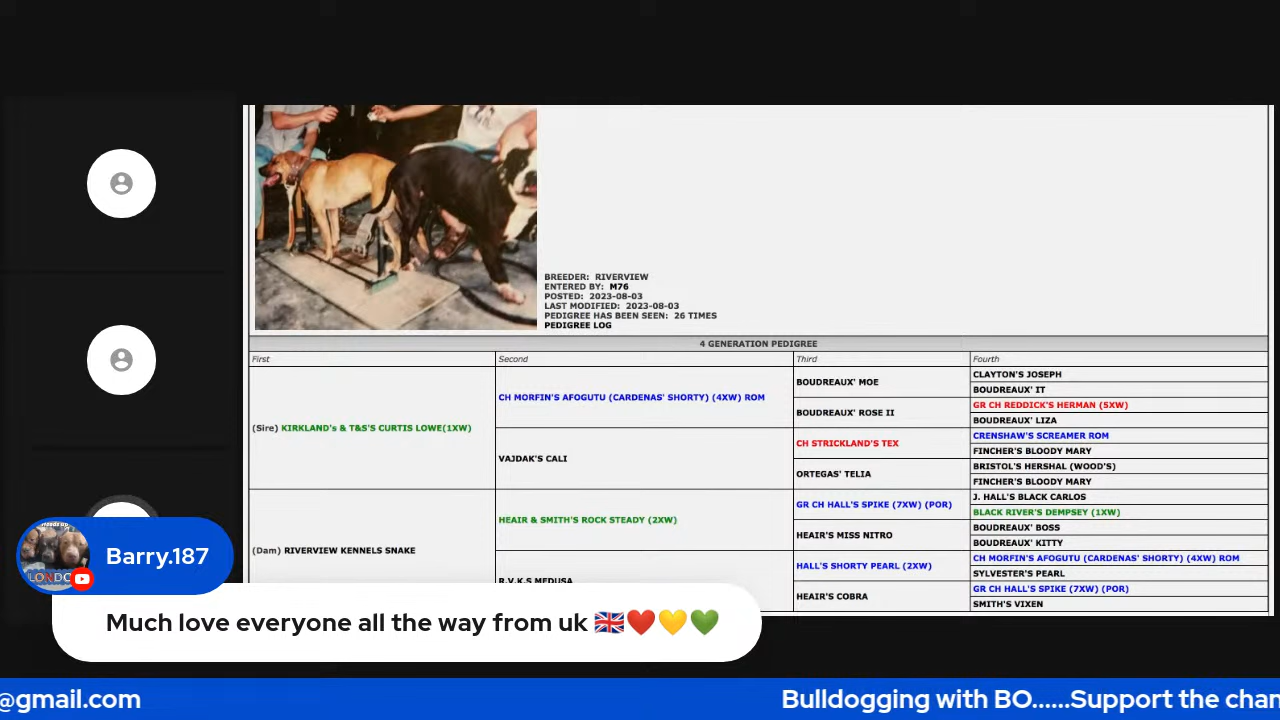 BREEDER: RIVERVIEW
ENTERED BY: M76
POSTED: 2023-08-03
LAST MODIFIED: 2023-08-03
PEDIGREE HAS BEEN SEEN: 26 TIMES
PEDIGREE LOG
4 GENERATION PEDIGREE
First Second Third Fourth
(Sire) KIRKLAND's & T&S'S CURTIS LOWE(1XW)
CH MORFIN'S AFOGUTU (CARDENAS' SHORTY) (4XW) ROM
BOUDREAUX' MOE
CLAYTON'S JOSEPH
BOUDREAUX' IT
BOUDREAUX' ROSE II
GR CH REDDICK'S HERMAN (5XW)
BOUDREAUX' LIZA
VAJDAK'S CALI
CH STRICKLAND'S TEX
CRENSHAW'S SCREAMER ROM
FINCHER'S BLOODY MARY
ORTEGAS' TELIA
BRISTOL'S HERSHAL (WOOD'S)
FINCHER'S BLOODY MARY
(Dam) RIVERVIEW KENNELS SNAKE
HEAIR & SMITH'S ROCK STEADY (2XW)
GR CH HALL'S SPIKE (7XW) (POR)
J. HALL'S BLACK CARLOS
BLACK RIVER'S DEMPSEY (1XW)
HEAIR'S MISS NITRO
BOUDREAUX' BOSS
BOUDREAUX' KITTY
R.V.K.S MEDUSA
HALL'S SHORTY PEARL (2XW)
CH MORFIN'S AFOGUTU (CARDENAS' SHORTY) (4XW) ROM
SYLVESTER'S PEARL
HEAIR'S COBRA
GR CH HALL'S SPIKE (7XW) (POR)
SMITH'S VIXEN
Barry.187
Much love everyone all the way from uk 🇬🇧❤️💛💚
@gmail.com
Bulldogging with BO......Support the chan